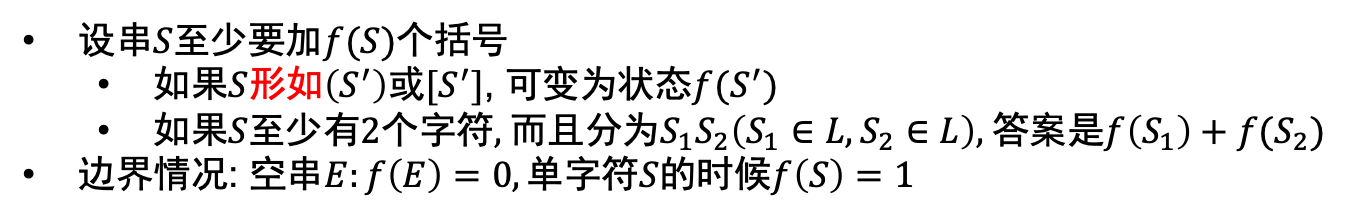 • 设串S至少要加f(S)个括号
• 如果S形如(S′)或[S′], 可变为状态f(S′)
• 如果S至少有2个字符, 而且分为S₁S₂(S₁ ∈ L, S₂ ∈ L), 答案是f(S₁) + f(S₂)
• 边界情况: 空串E: f(E) = 0, 单字符S的时候f(S) = 1